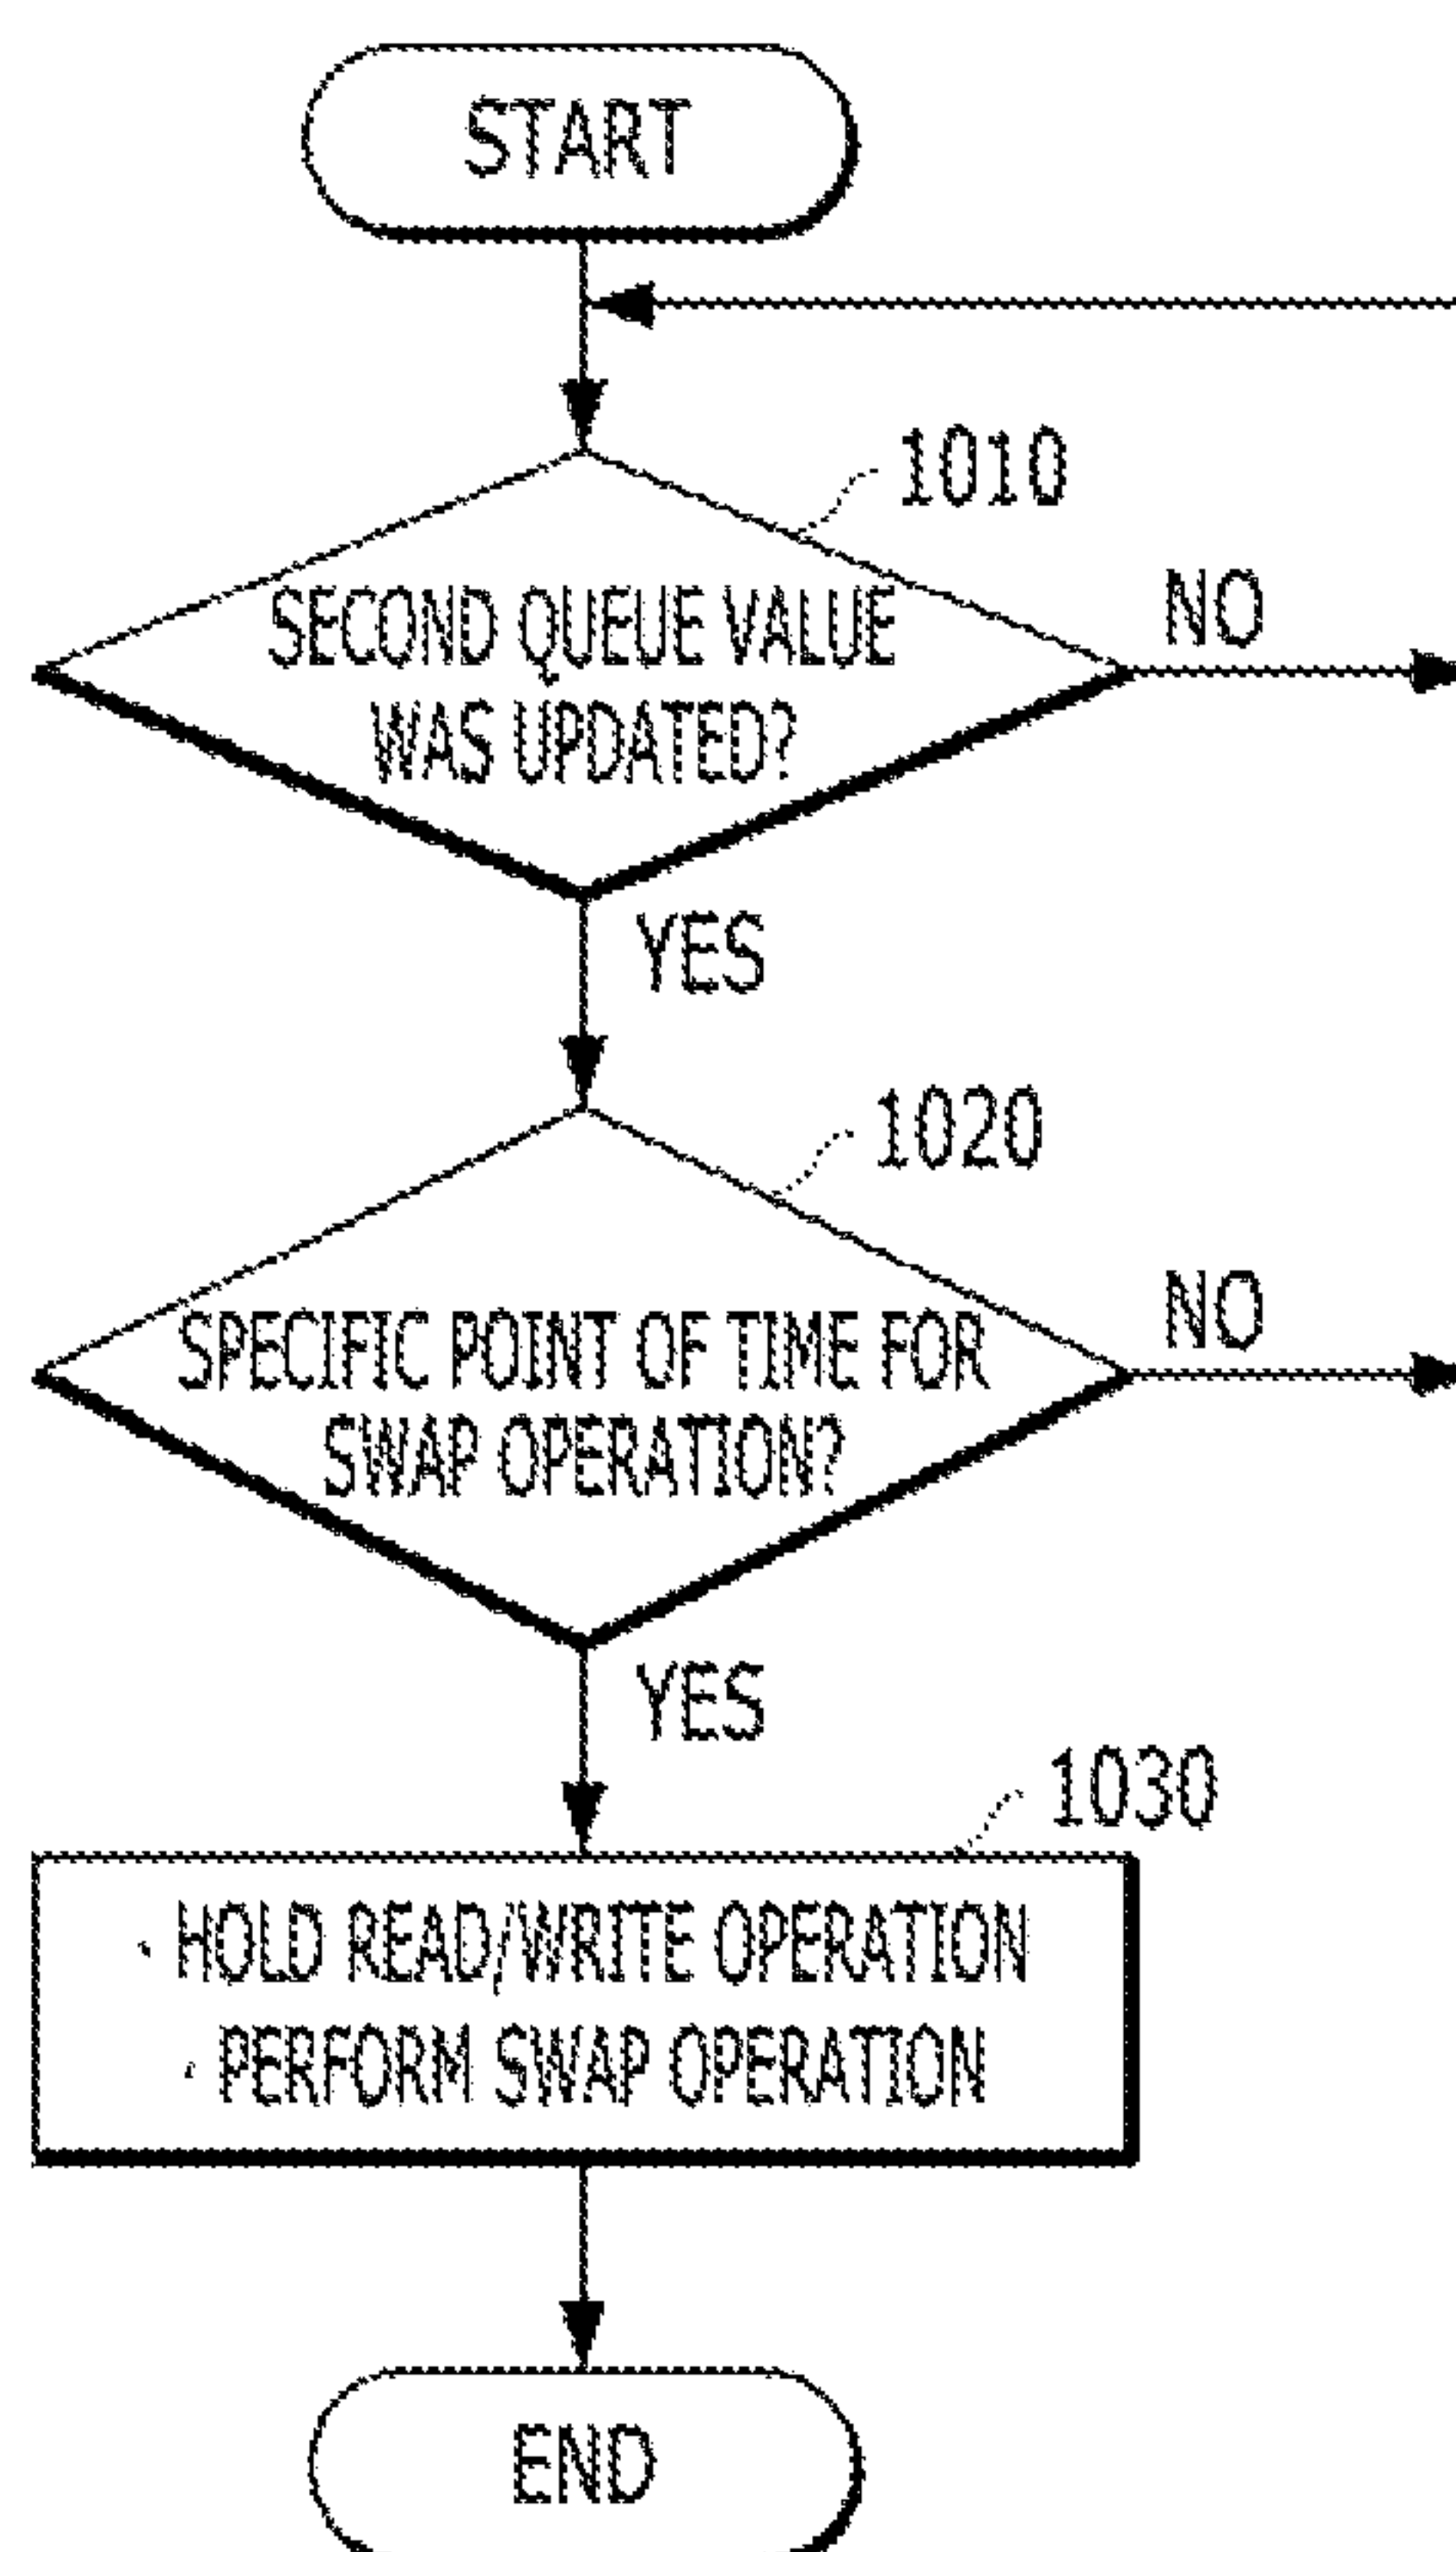 START
1010
SECOND QUEUE VALUE
WAS UPDATED?
NO
YES
1020
SPECIFIC POINT OF TIME FOR
SWAP OPERATION?
NO
YES
1030
· HOLD READ/WRITE OPERATION
· PERFORM SWAP OPERATION
END